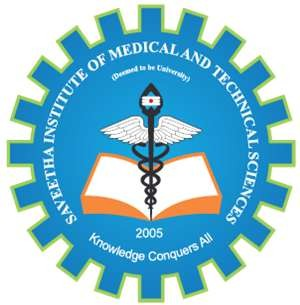 SAVEETHA INSTITUTE OF MEDICAL AND TECHNICAL SCIENCES
(Deemed to be University)
2005
Knowledge Conquers All